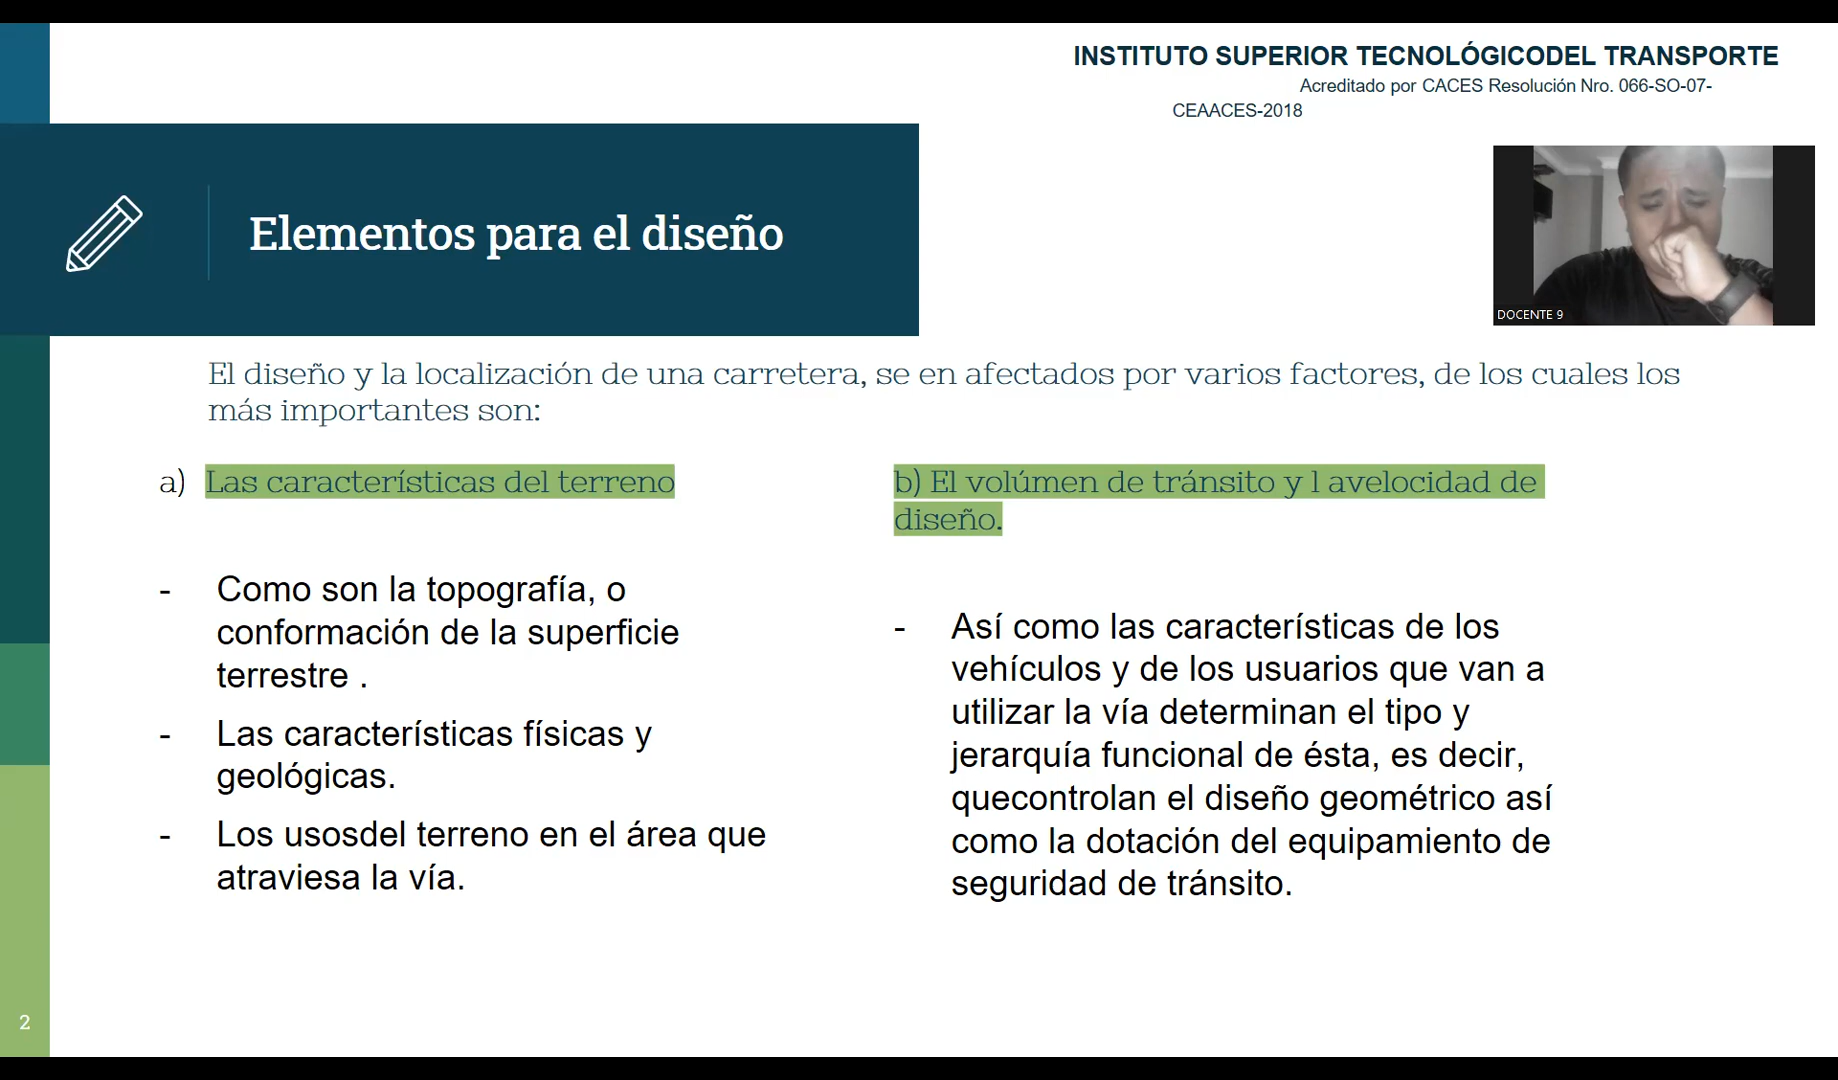 INSTITUTO SUPERIOR TECNOLÓGICODEL TRANSPORTE
Acreditado por CACES Resolución Nro. 066-SO-07-
CEAACES-2018
Elementos para el diseño
DOCENTE 9
El diseño y la localización de una carretera, se en afectados por varios factores, de los cuales los
más importantes son:
a) Las características del terreno
- Como son la topografía, o
conformación de la superficie
terrestre .
- Las características físicas y
geológicas.
- Los usosdel terreno en el área que
atraviesa la vía.
b) El volúmen de tránsito y l avelocidad de
diseño.
- Así como las características de los
vehículos y de los usuarios que van a
utilizar la vía determinan el tipo y
jerarquía funcional de ésta, es decir,
quecontrolan el diseño geométrico así
como la dotación del equipamiento de
seguridad de tránsito.
2